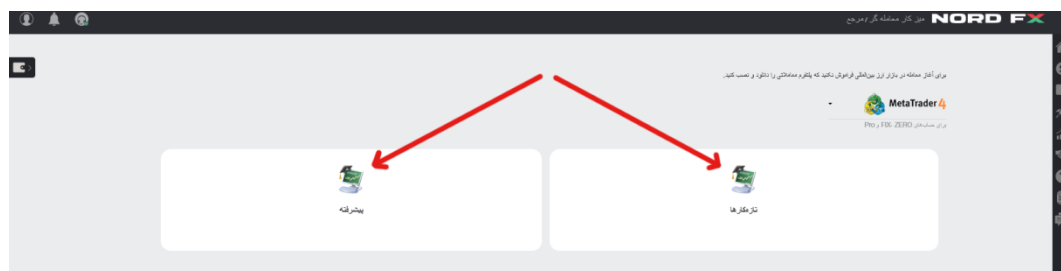 NORD FX میز کار معامله گر /مرجع
برای آغاز معامله در بازار ارز بین‌المللی فراموش نکنید که پلتفرم معاملاتی را دانلود و نصب کنید.
MetaTrader 4
برای حساب‌های FIX، ZERO و Pro
تازه‌کارها
پیشرفته